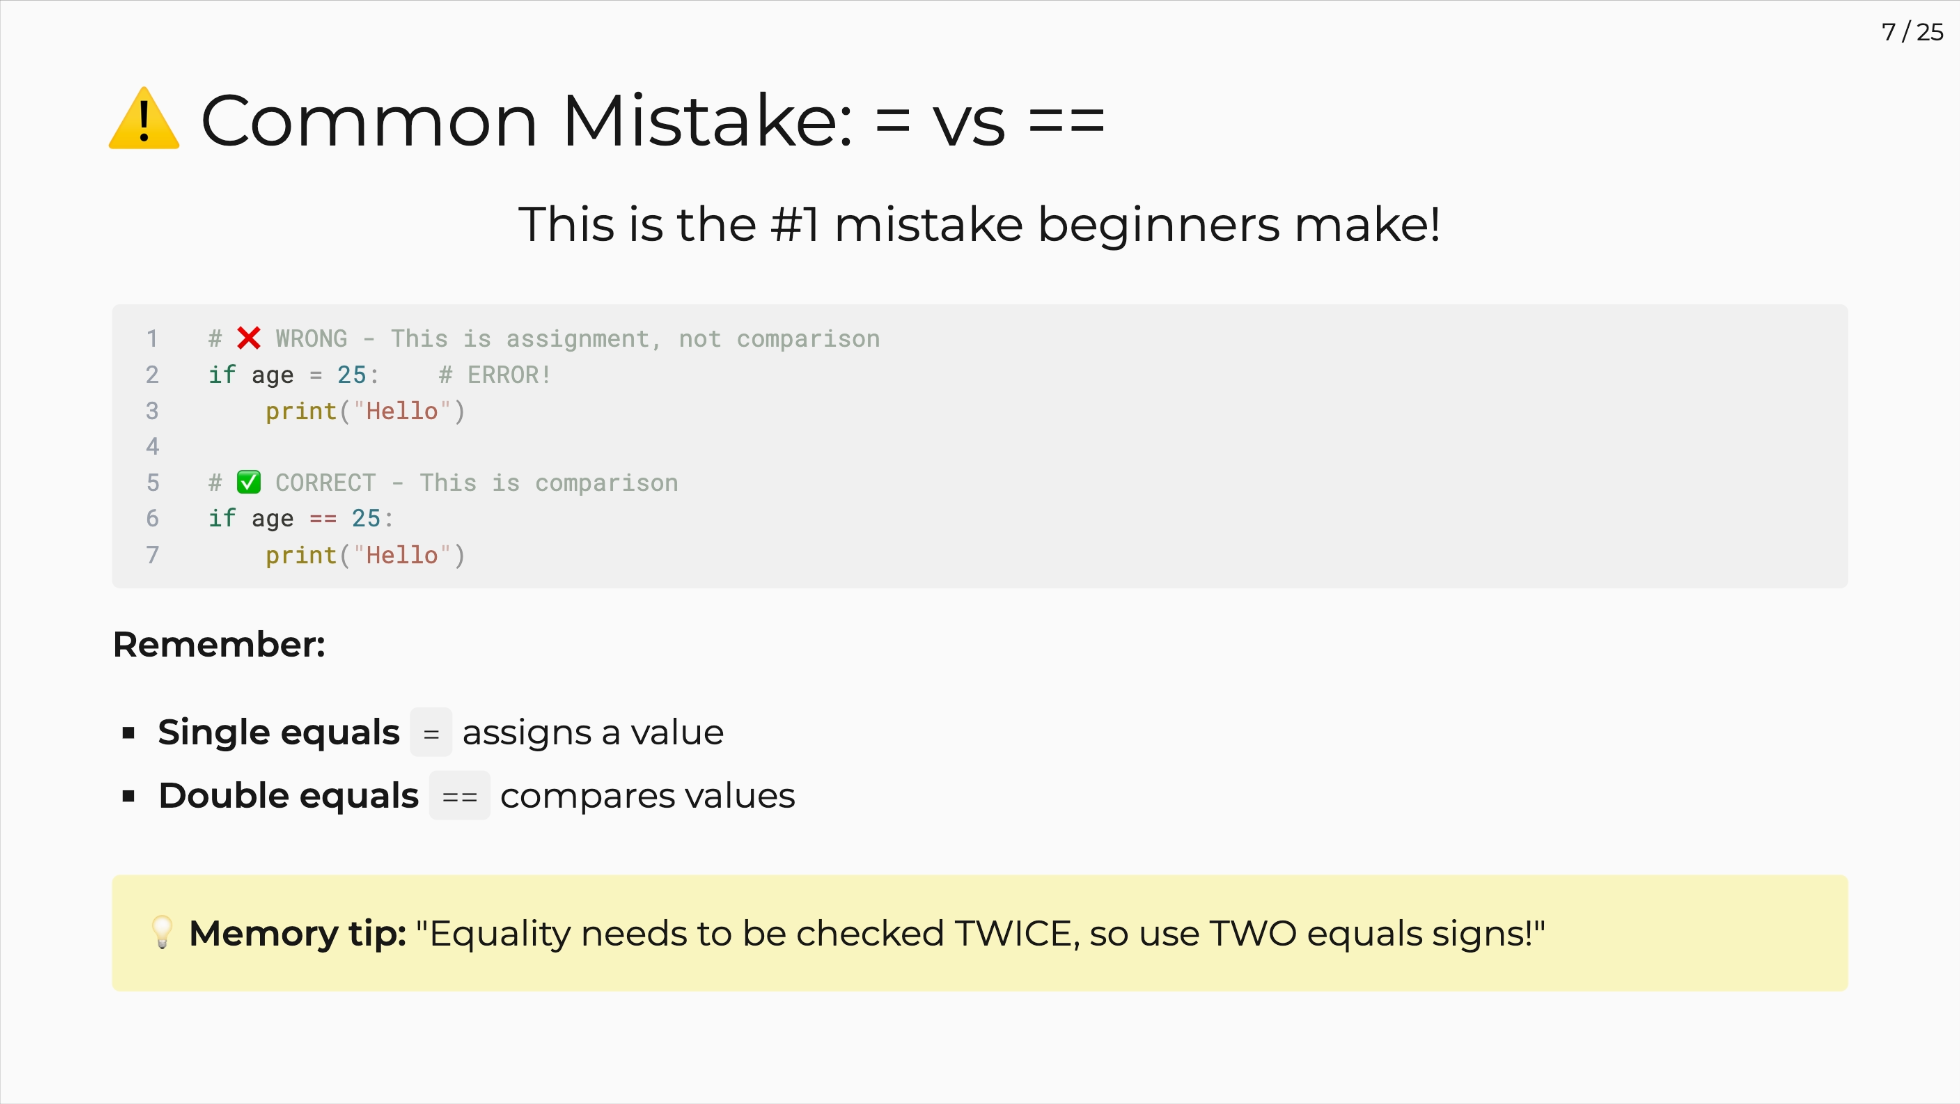 7 / 25
⚠️ Common Mistake: = vs ==
This is the #1 mistake beginners make!
1 # ❌ WRONG - This is assignment, not comparison
2 if age = 25:    # ERROR!
3     print("Hello")
4
5 # ✅ CORRECT - This is comparison
6 if age == 25:
7     print("Hello")
Remember:
▪ Single equals = assigns a value
▪ Double equals == compares values
💡 Memory tip: "Equality needs to be checked TWICE, so use TWO equals signs!"